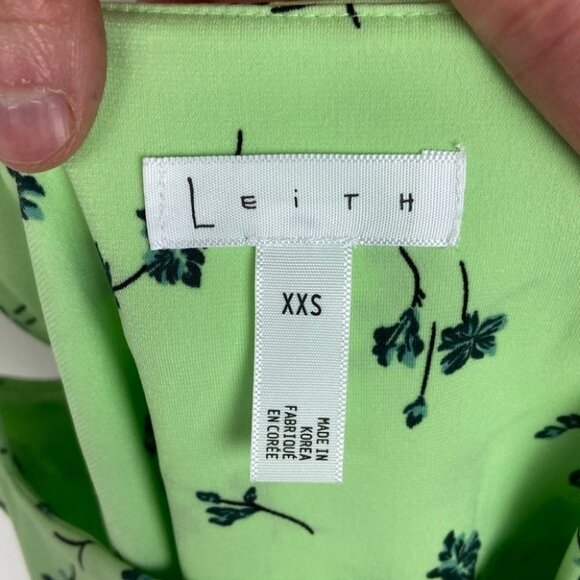 LEiTH
XXS
MADE IN
KOREA
FABRIQUÉ
EN CORÉE